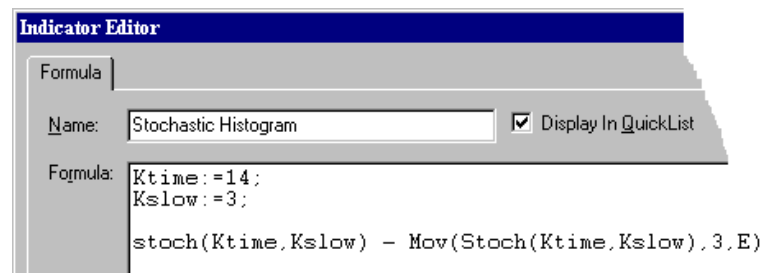 Indicator Editor
Formula
Name: Stochastic Histogram Display In QuickList
Formula: Ktime:=14;
Kslow:=3;
stoch(Ktime,Kslow) - Mov(Stoch(Ktime,Kslow),3,E)